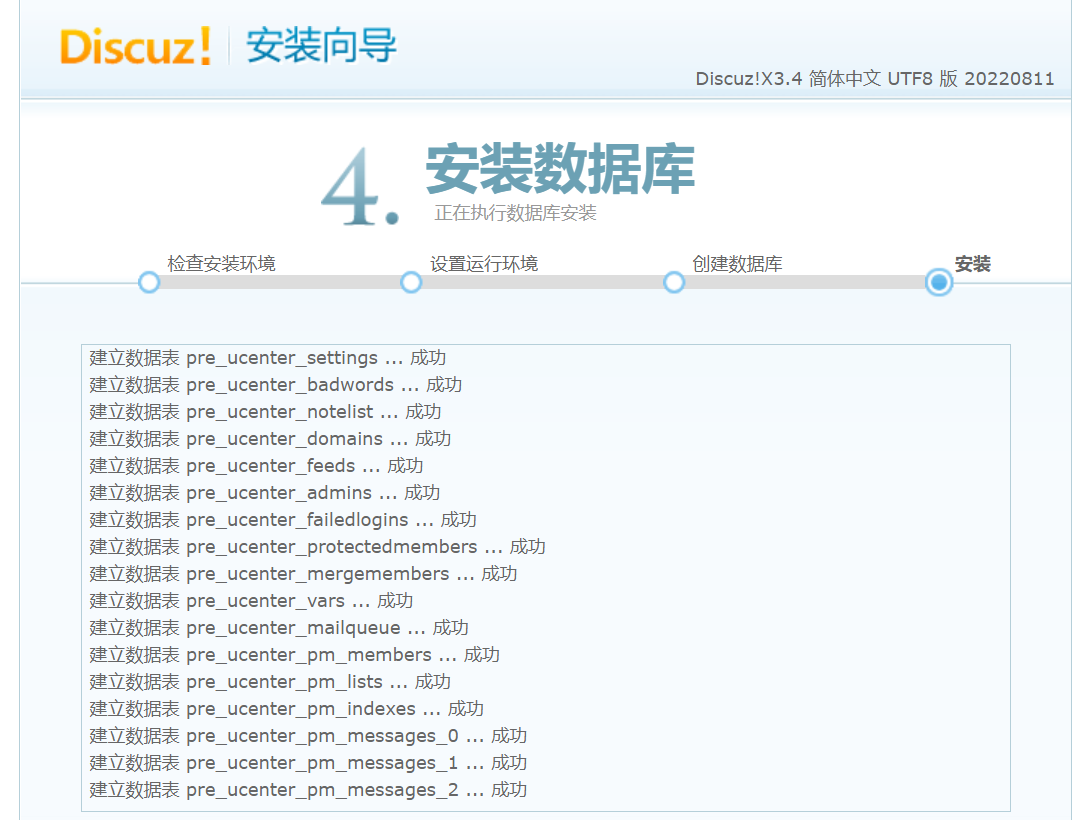 Discuz! 安装向导
Discuz!X3.4 简体中文 UTF8 版 20220811
4. 安装数据库
正在执行数据库安装
检查安装环境 设置运行环境 创建数据库 安装
建立数据表 pre_ucenter_settings ... 成功
建立数据表 pre_ucenter_badwords ... 成功
建立数据表 pre_ucenter_notelist ... 成功
建立数据表 pre_ucenter_domains ... 成功
建立数据表 pre_ucenter_feeds ... 成功
建立数据表 pre_ucenter_admins ... 成功
建立数据表 pre_ucenter_failedlogins ... 成功
建立数据表 pre_ucenter_protectedmembers ... 成功
建立数据表 pre_ucenter_mergemembers ... 成功
建立数据表 pre_ucenter_vars ... 成功
建立数据表 pre_ucenter_mailqueue ... 成功
建立数据表 pre_ucenter_pm_members ... 成功
建立数据表 pre_ucenter_pm_lists ... 成功
建立数据表 pre_ucenter_pm_indexes ... 成功
建立数据表 pre_ucenter_pm_messages_0 ... 成功
建立数据表 pre_ucenter_pm_messages_1 ... 成功
建立数据表 pre_ucenter_pm_messages_2 ... 成功